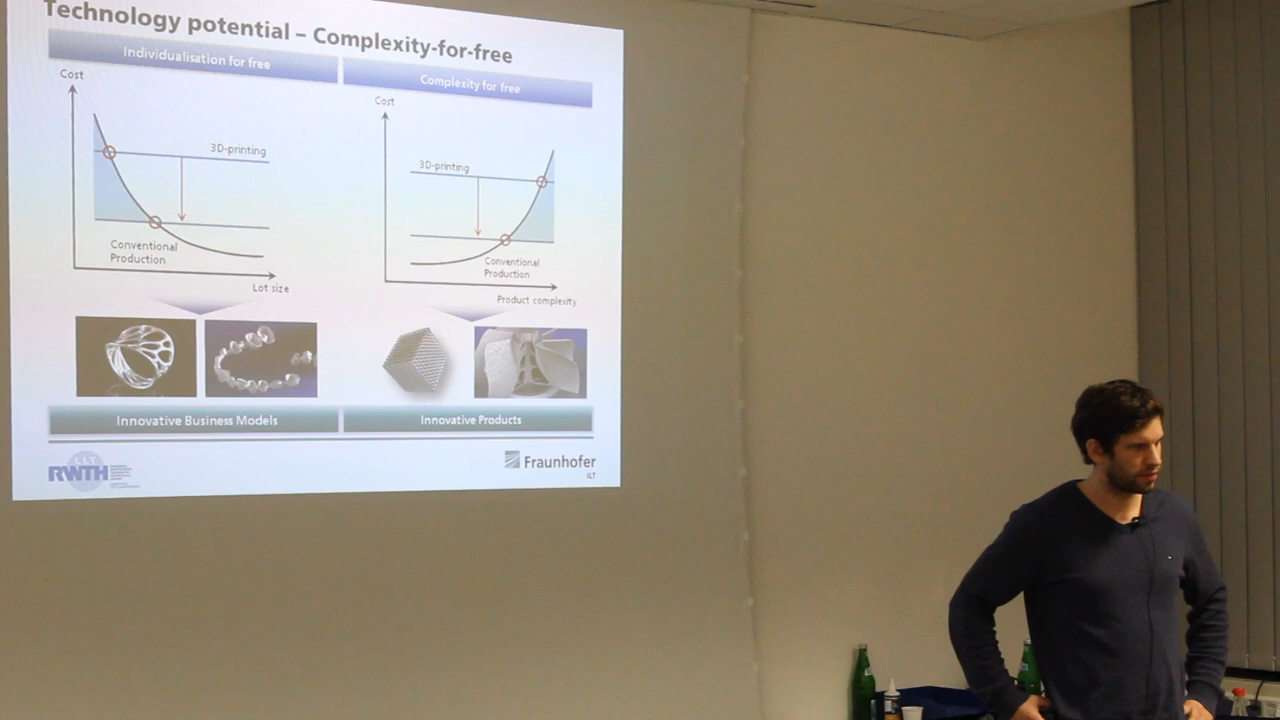 Technology potential – Complexity-for-free
Individualisation for free
Cost
3D-printing
Conventional
Production
Lot size
Complexity for free
Cost
3D-printing
Conventional
Production
Product complexity
Innovative Business Models
Innovative Products
LLT
RWTH
Fraunhofer
ILT